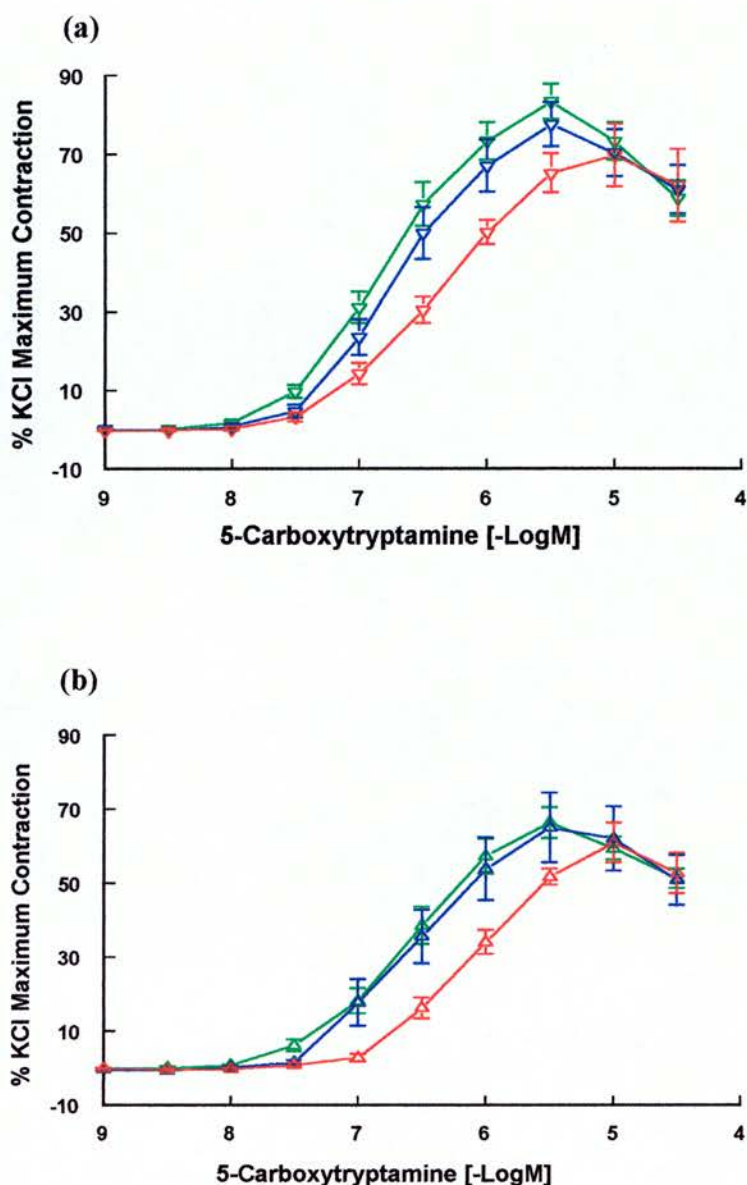 (a)
% KCl Maximum Contraction
90
70
50
30
10
-10
9 8 7 6 5 4
5-Carboxytryptamine [-LogM]
(b)
% KCl Maximum Contraction
90
70
50
30
10
-10
9 8 7 6 5 4
5-Carboxytryptamine [-LogM]